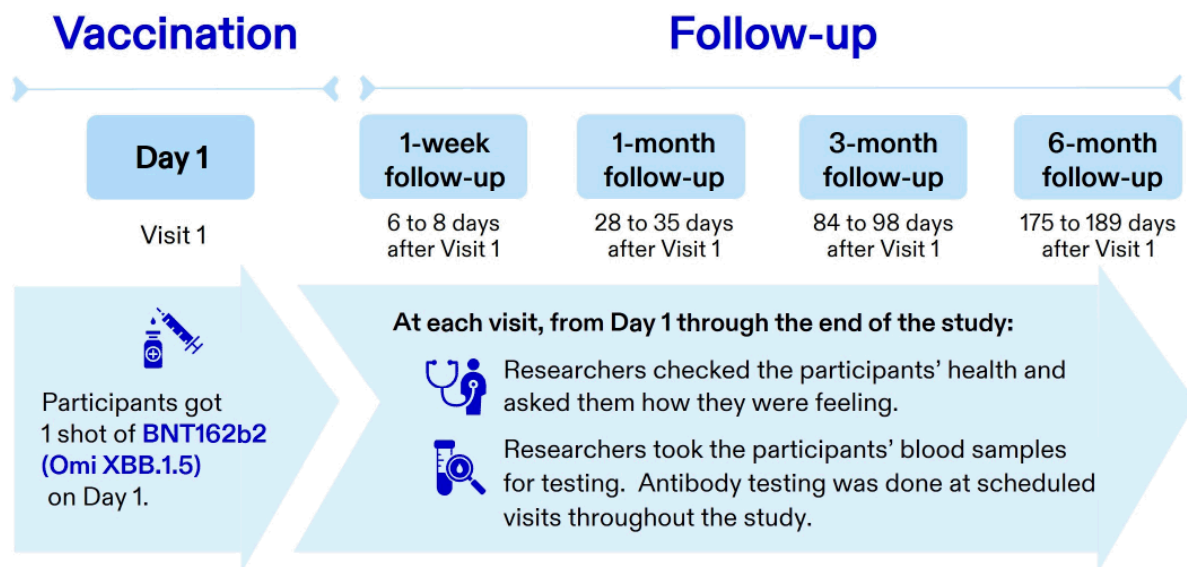 Vaccination
Follow-up
Day 1
Visit 1
1-week
follow-up
6 to 8 days
after Visit 1
1-month
follow-up
28 to 35 days
after Visit 1
3-month
follow-up
84 to 98 days
after Visit 1
6-month
follow-up
175 to 189 days
after Visit 1
Participants got
1 shot of BNT162b2
(Omi XBB.1.5)
on Day 1.
At each visit, from Day 1 through the end of the study:
Researchers checked the participants' health and
asked them how they were feeling.
Researchers took the participants' blood samples
for testing. Antibody testing was done at scheduled
visits throughout the study.